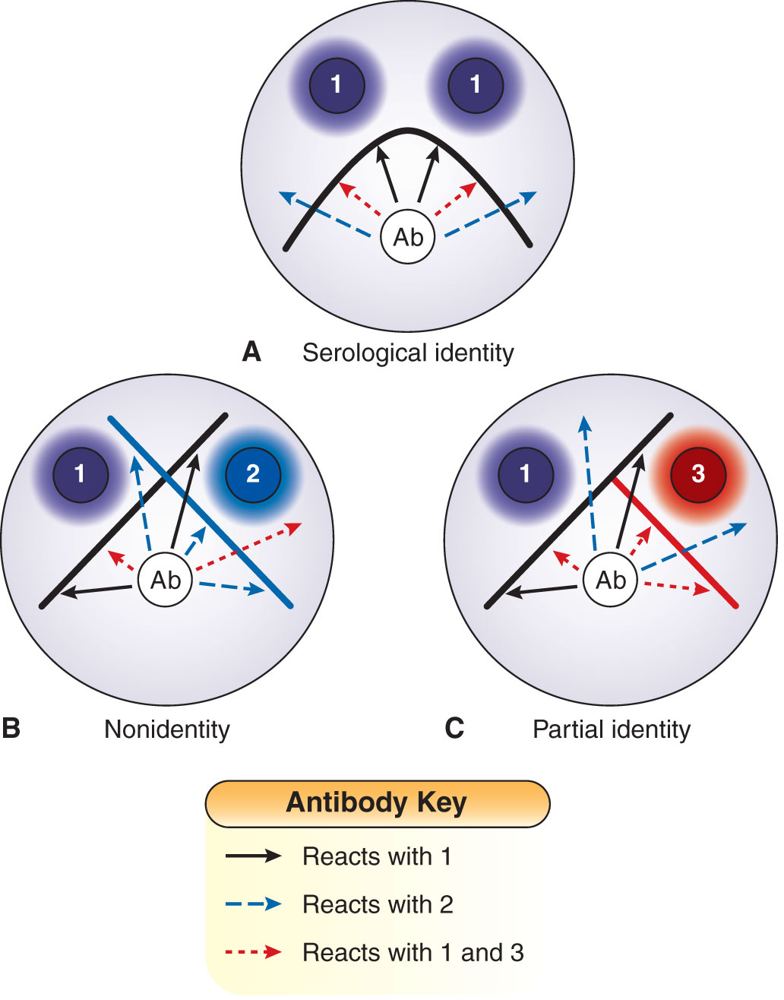 1 1
Ab
A Serological identity
1 2
Ab
B Nonidentity
1 3
Ab
C Partial identity
Antibody Key
Reacts with 1
Reacts with 2
Reacts with 1 and 3